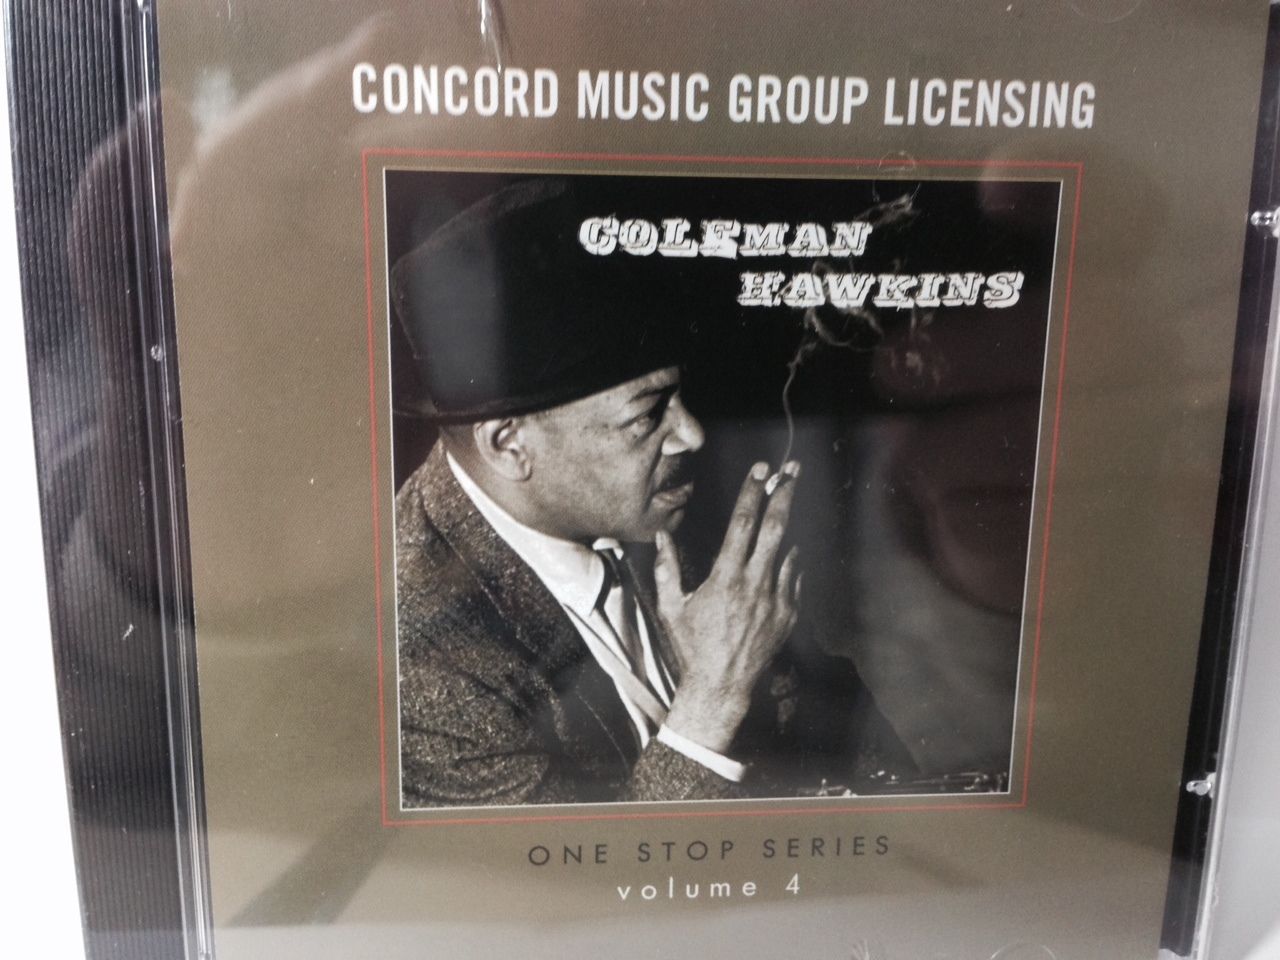 CONCORD MUSIC GROUP LICENSING
COLEMAN
HAWKINS
ONE STOP SERIES
volume 4